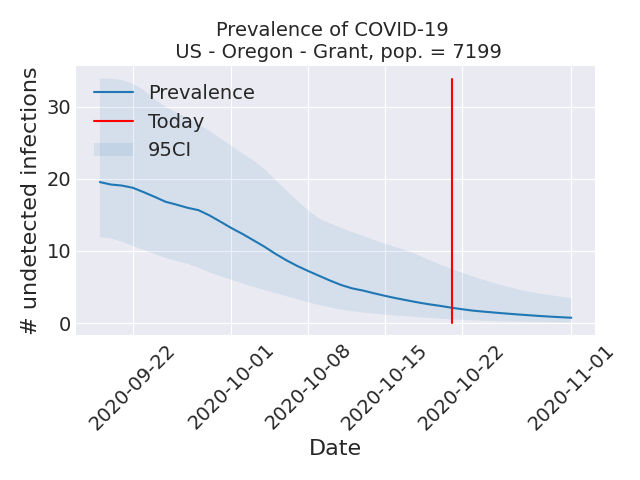 Prevalence of COVID-19
US - Oregon - Grant, pop. = 7199
# undetected infections
30
20
10
0
Prevalence
Today
95CI
2020-09-22
2020-10-01
2020-10-08
2020-10-15
2020-10-22
2020-11-01
Date